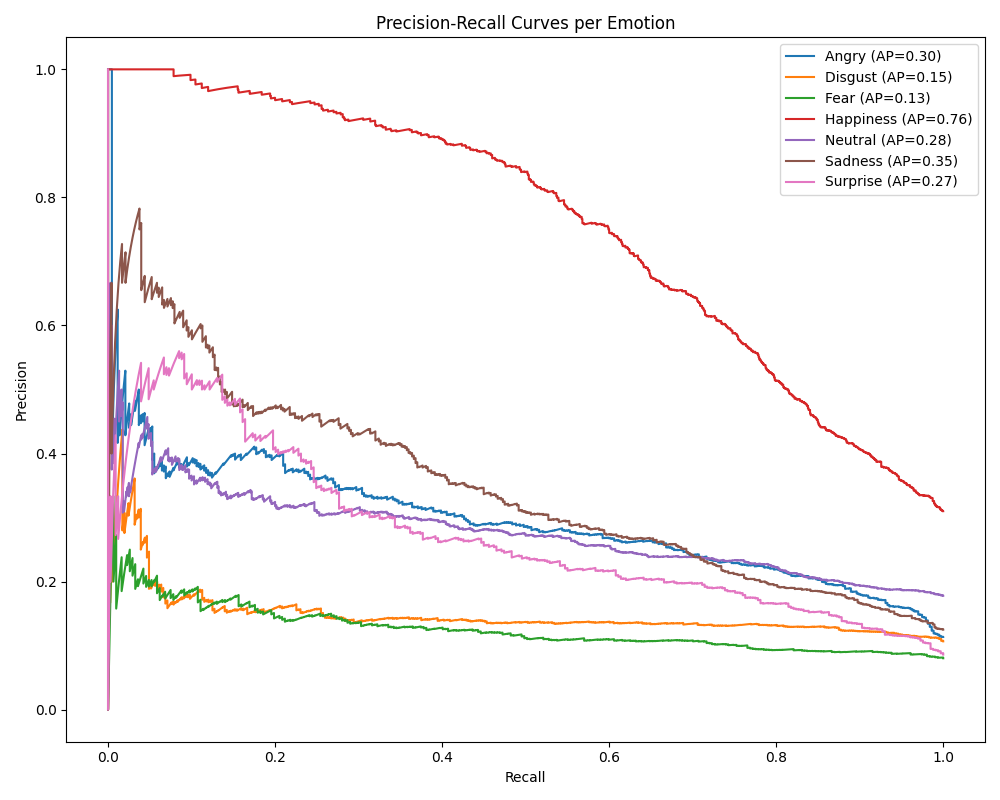 Precision-Recall Curves per Emotion
Angry (AP=0.30)
Disgust (AP=0.15)
Fear (AP=0.13)
Happiness (AP=0.76)
Neutral (AP=0.28)
Sadness (AP=0.35)
Surprise (AP=0.27)
Precision
1.0
0.8
0.6
0.4
0.2
0.0
0.0 0.2 0.4 0.6 0.8 1.0
Recall